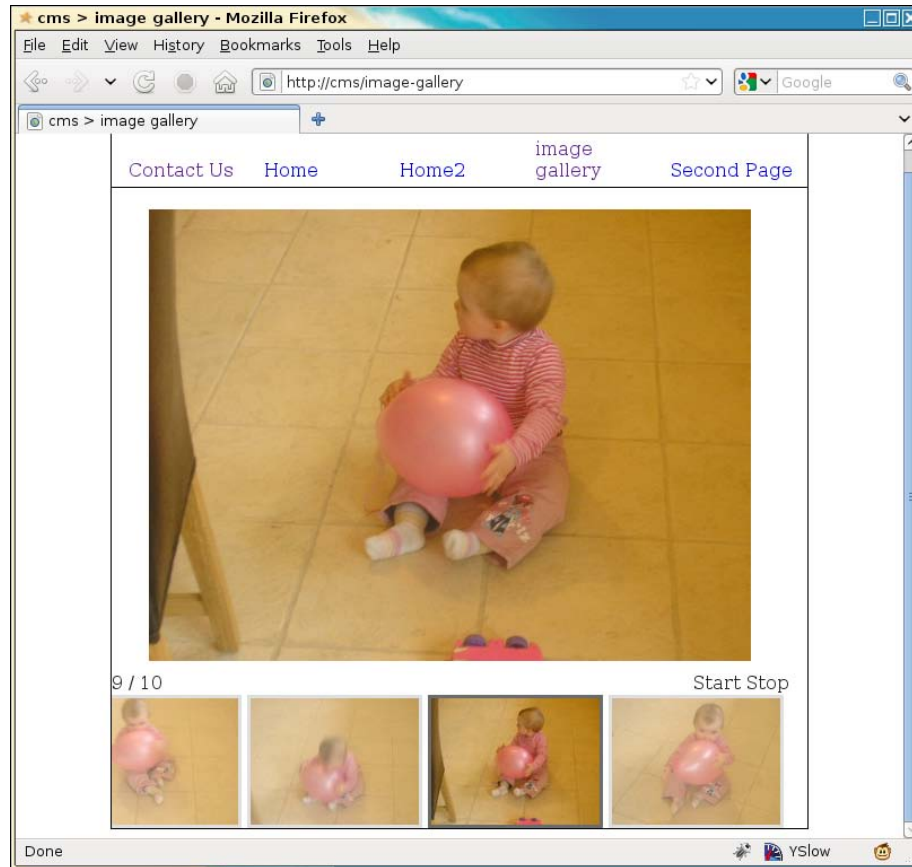 cms > image gallery - Mozilla Firefox
File Edit View History Bookmarks Tools Help
http://cms/image-gallery Google
cms > image gallery
Contact Us Home Home2 image gallery Second Page
9 / 10 Start Stop
Done YSlow